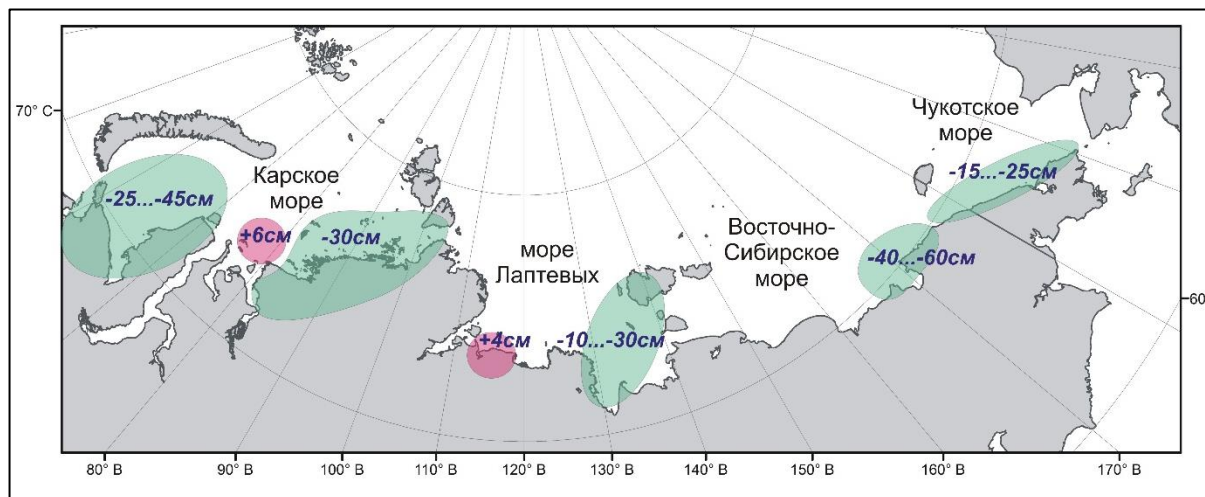 Чукотское
море
70° С
-15...-25см
Карское
море
-25...-45см
+6см
-30см
Восточно-
Сибирское
море
море
Лаптевых
-40...-60см
60
+4см
-10...-30см
80° В
90° В
100° В
110° В
120° В
130° В
140° В
150° В
160° В
170° В